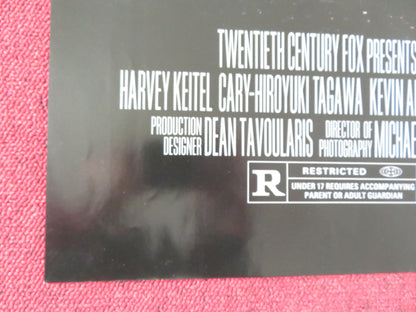 TWENTIETH CENTURY FOX PRESENTS
HARVEY KEITEL CARY-HIROYUKI TAGAWA KEVIN
PRODUCTION DESIGNER DEAN TAVOULARIS DIRECTOR OF PHOTOGRAPHY MICHAE
R
RESTRICTED
UNDER 17 REQUIRES ACCOMPANYING
PARENT OR ADULT GUARDIAN